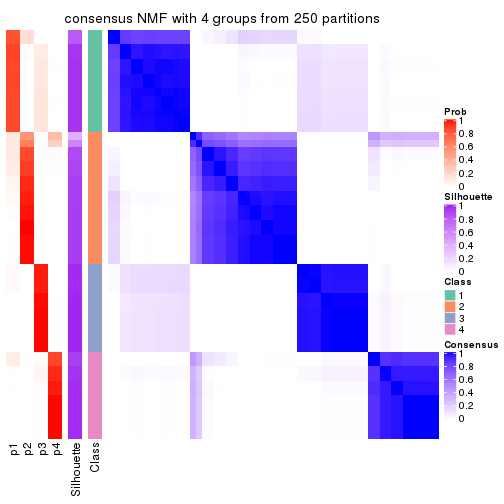 consensus NMF with 4 groups from 250 partitions
Prob
1
0.8
0.6
0.4
0.2
0
Silhouette
1
0.8
0.6
0.4
0.2
0
Class
1
2
3
4
Consensus
1
0.8
0.6
0.4
0.2
0
p1
p2
p3
p4
Silhouette
Class